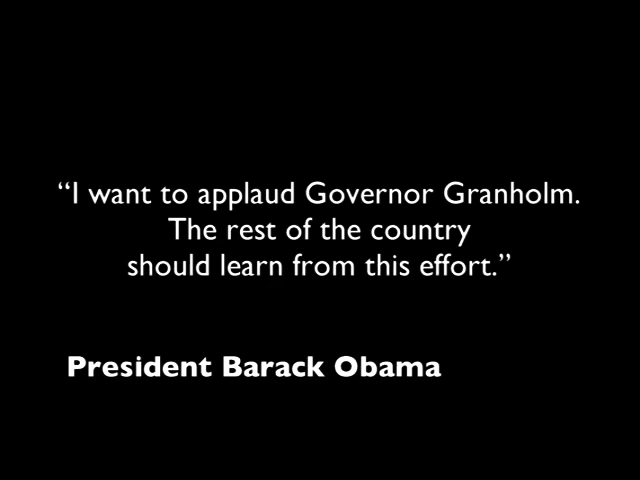 “I want to applaud Governor Granholm.
The rest of the country
should learn from this effort.”
President Barack Obama